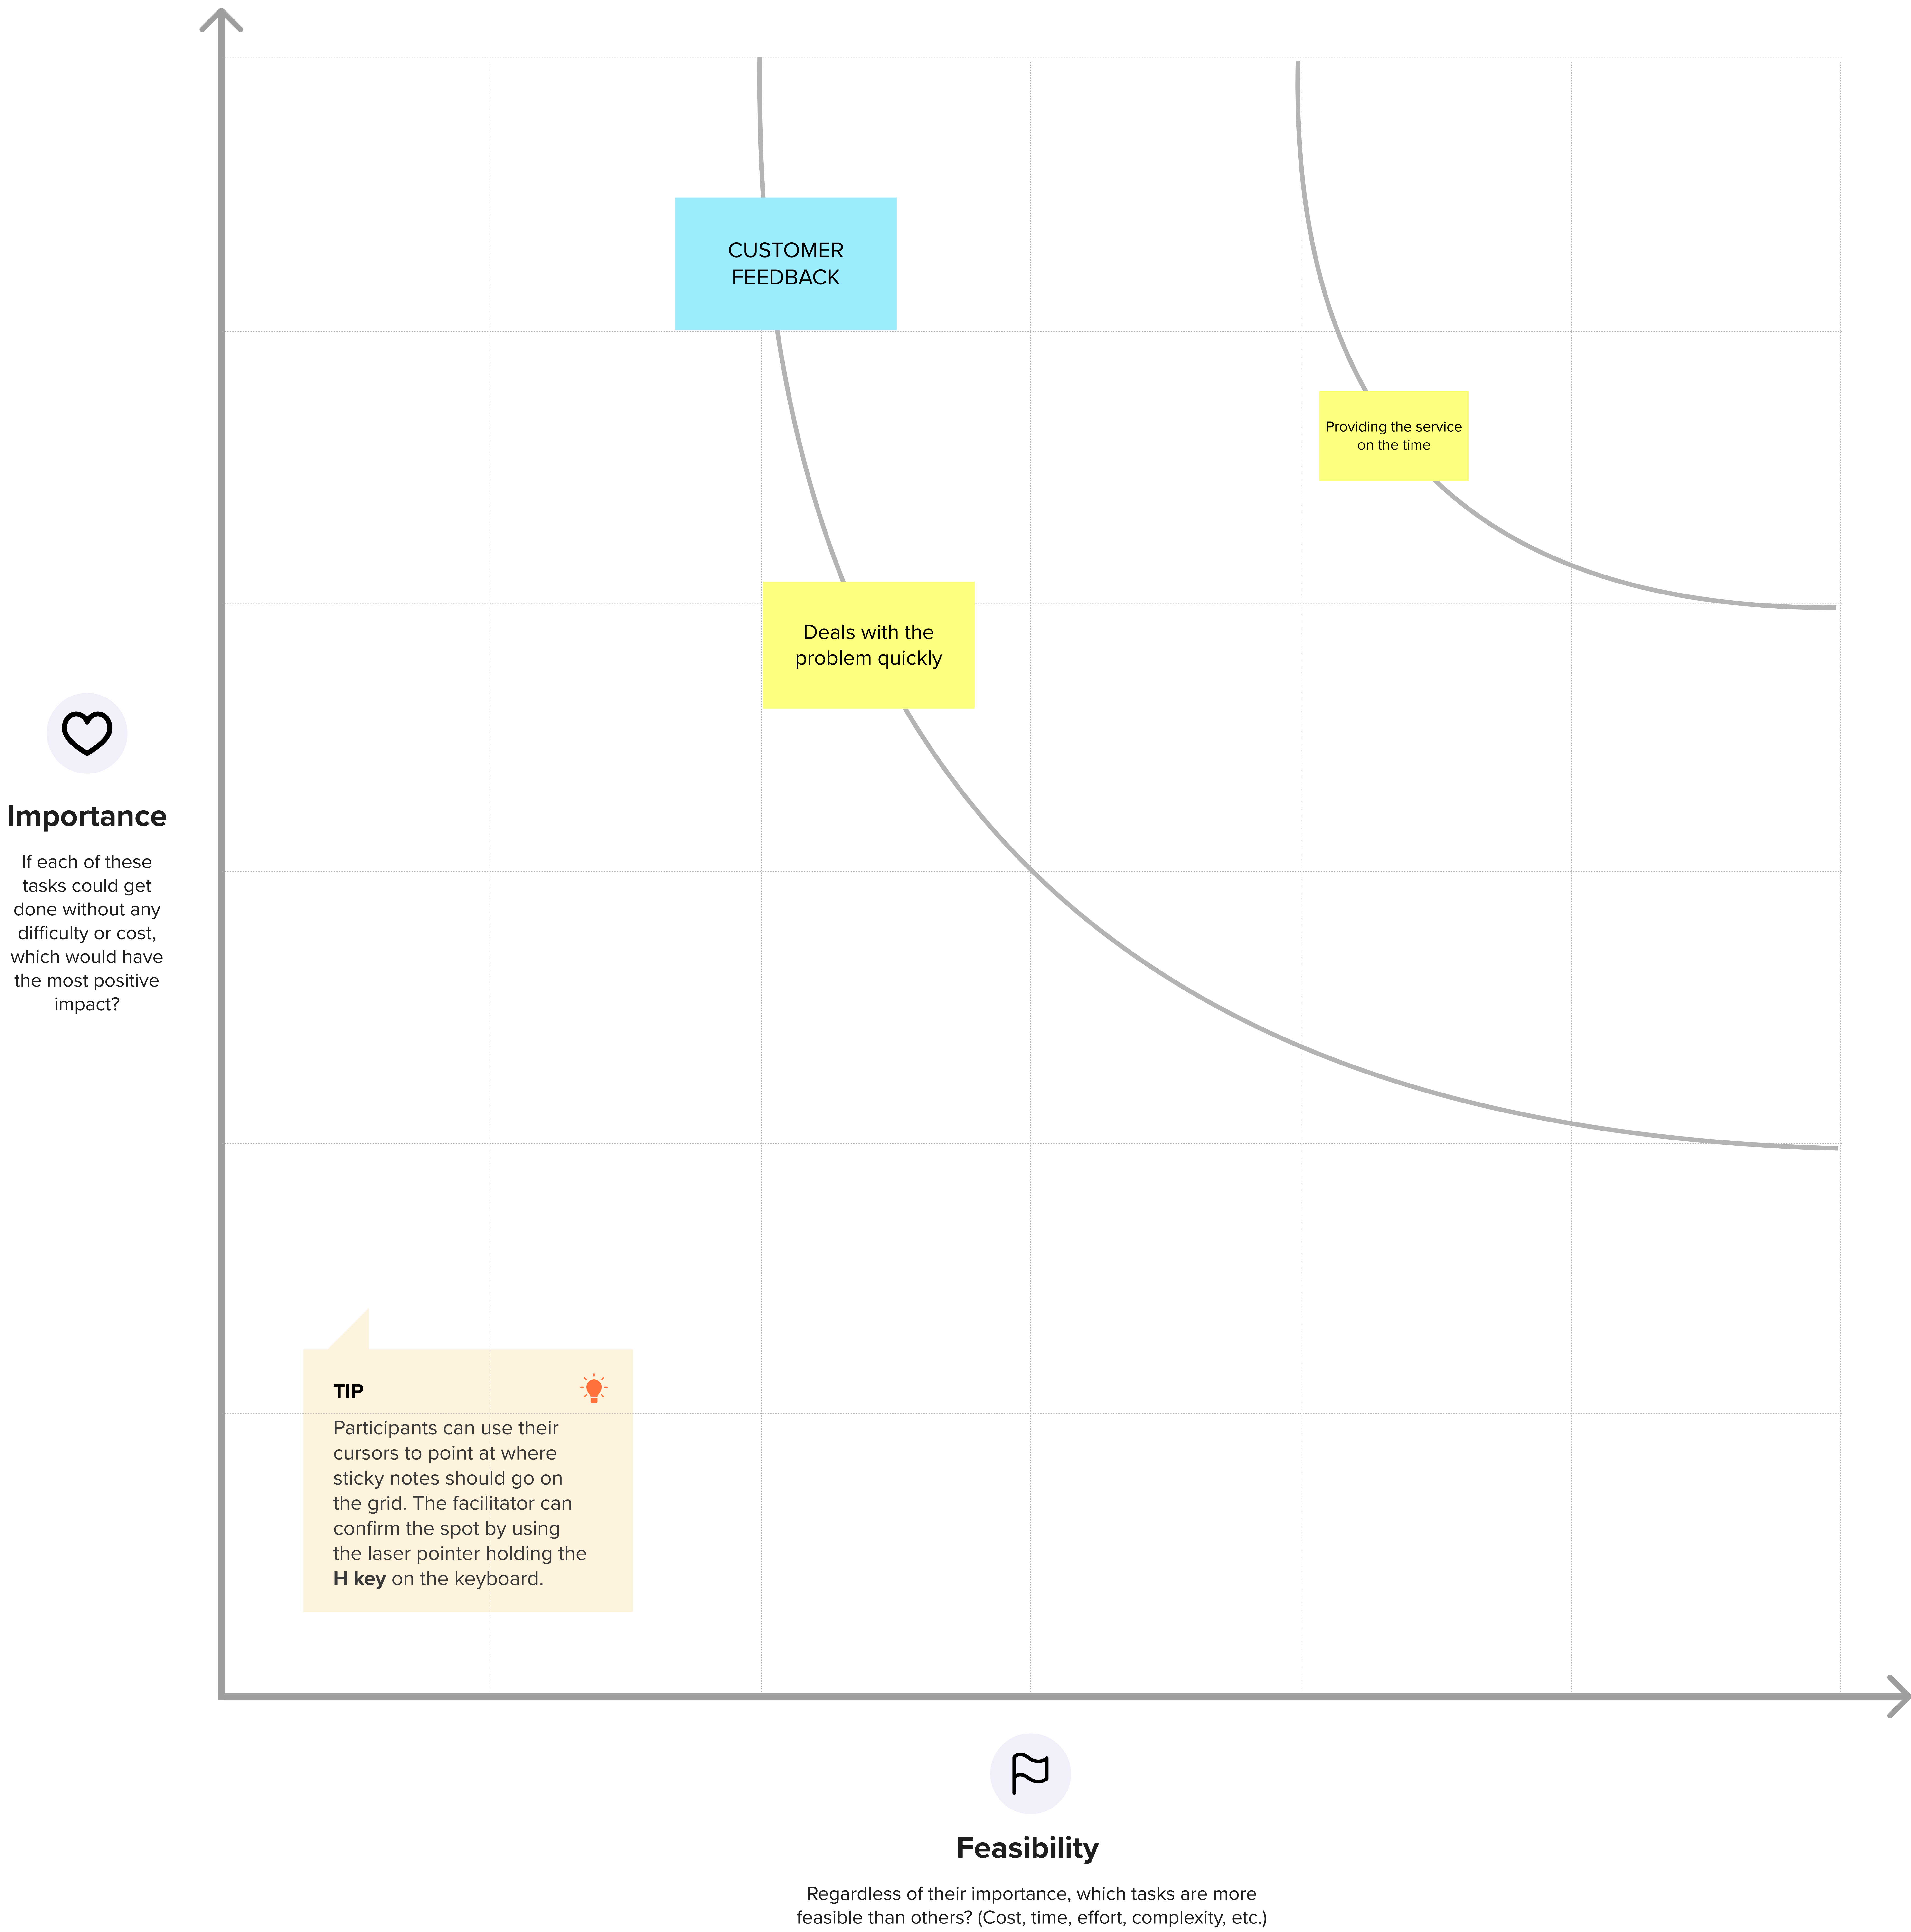 CUSTOMER
FEEDBACK
Providing the service
on the time
Deals with the
problem quickly
Importance
If each of these
tasks could get
done without any
difficulty or cost,
which would have
the most positive
impact?
TIP
Participants can use their
cursors to point at where
sticky notes should go on
the grid. The facilitator can
confirm the spot by using
the laser pointer holding the
H key on the keyboard.
Feasibility
Regardless of their importance, which tasks are more
feasible than others? (Cost, time, effort, complexity, etc.)